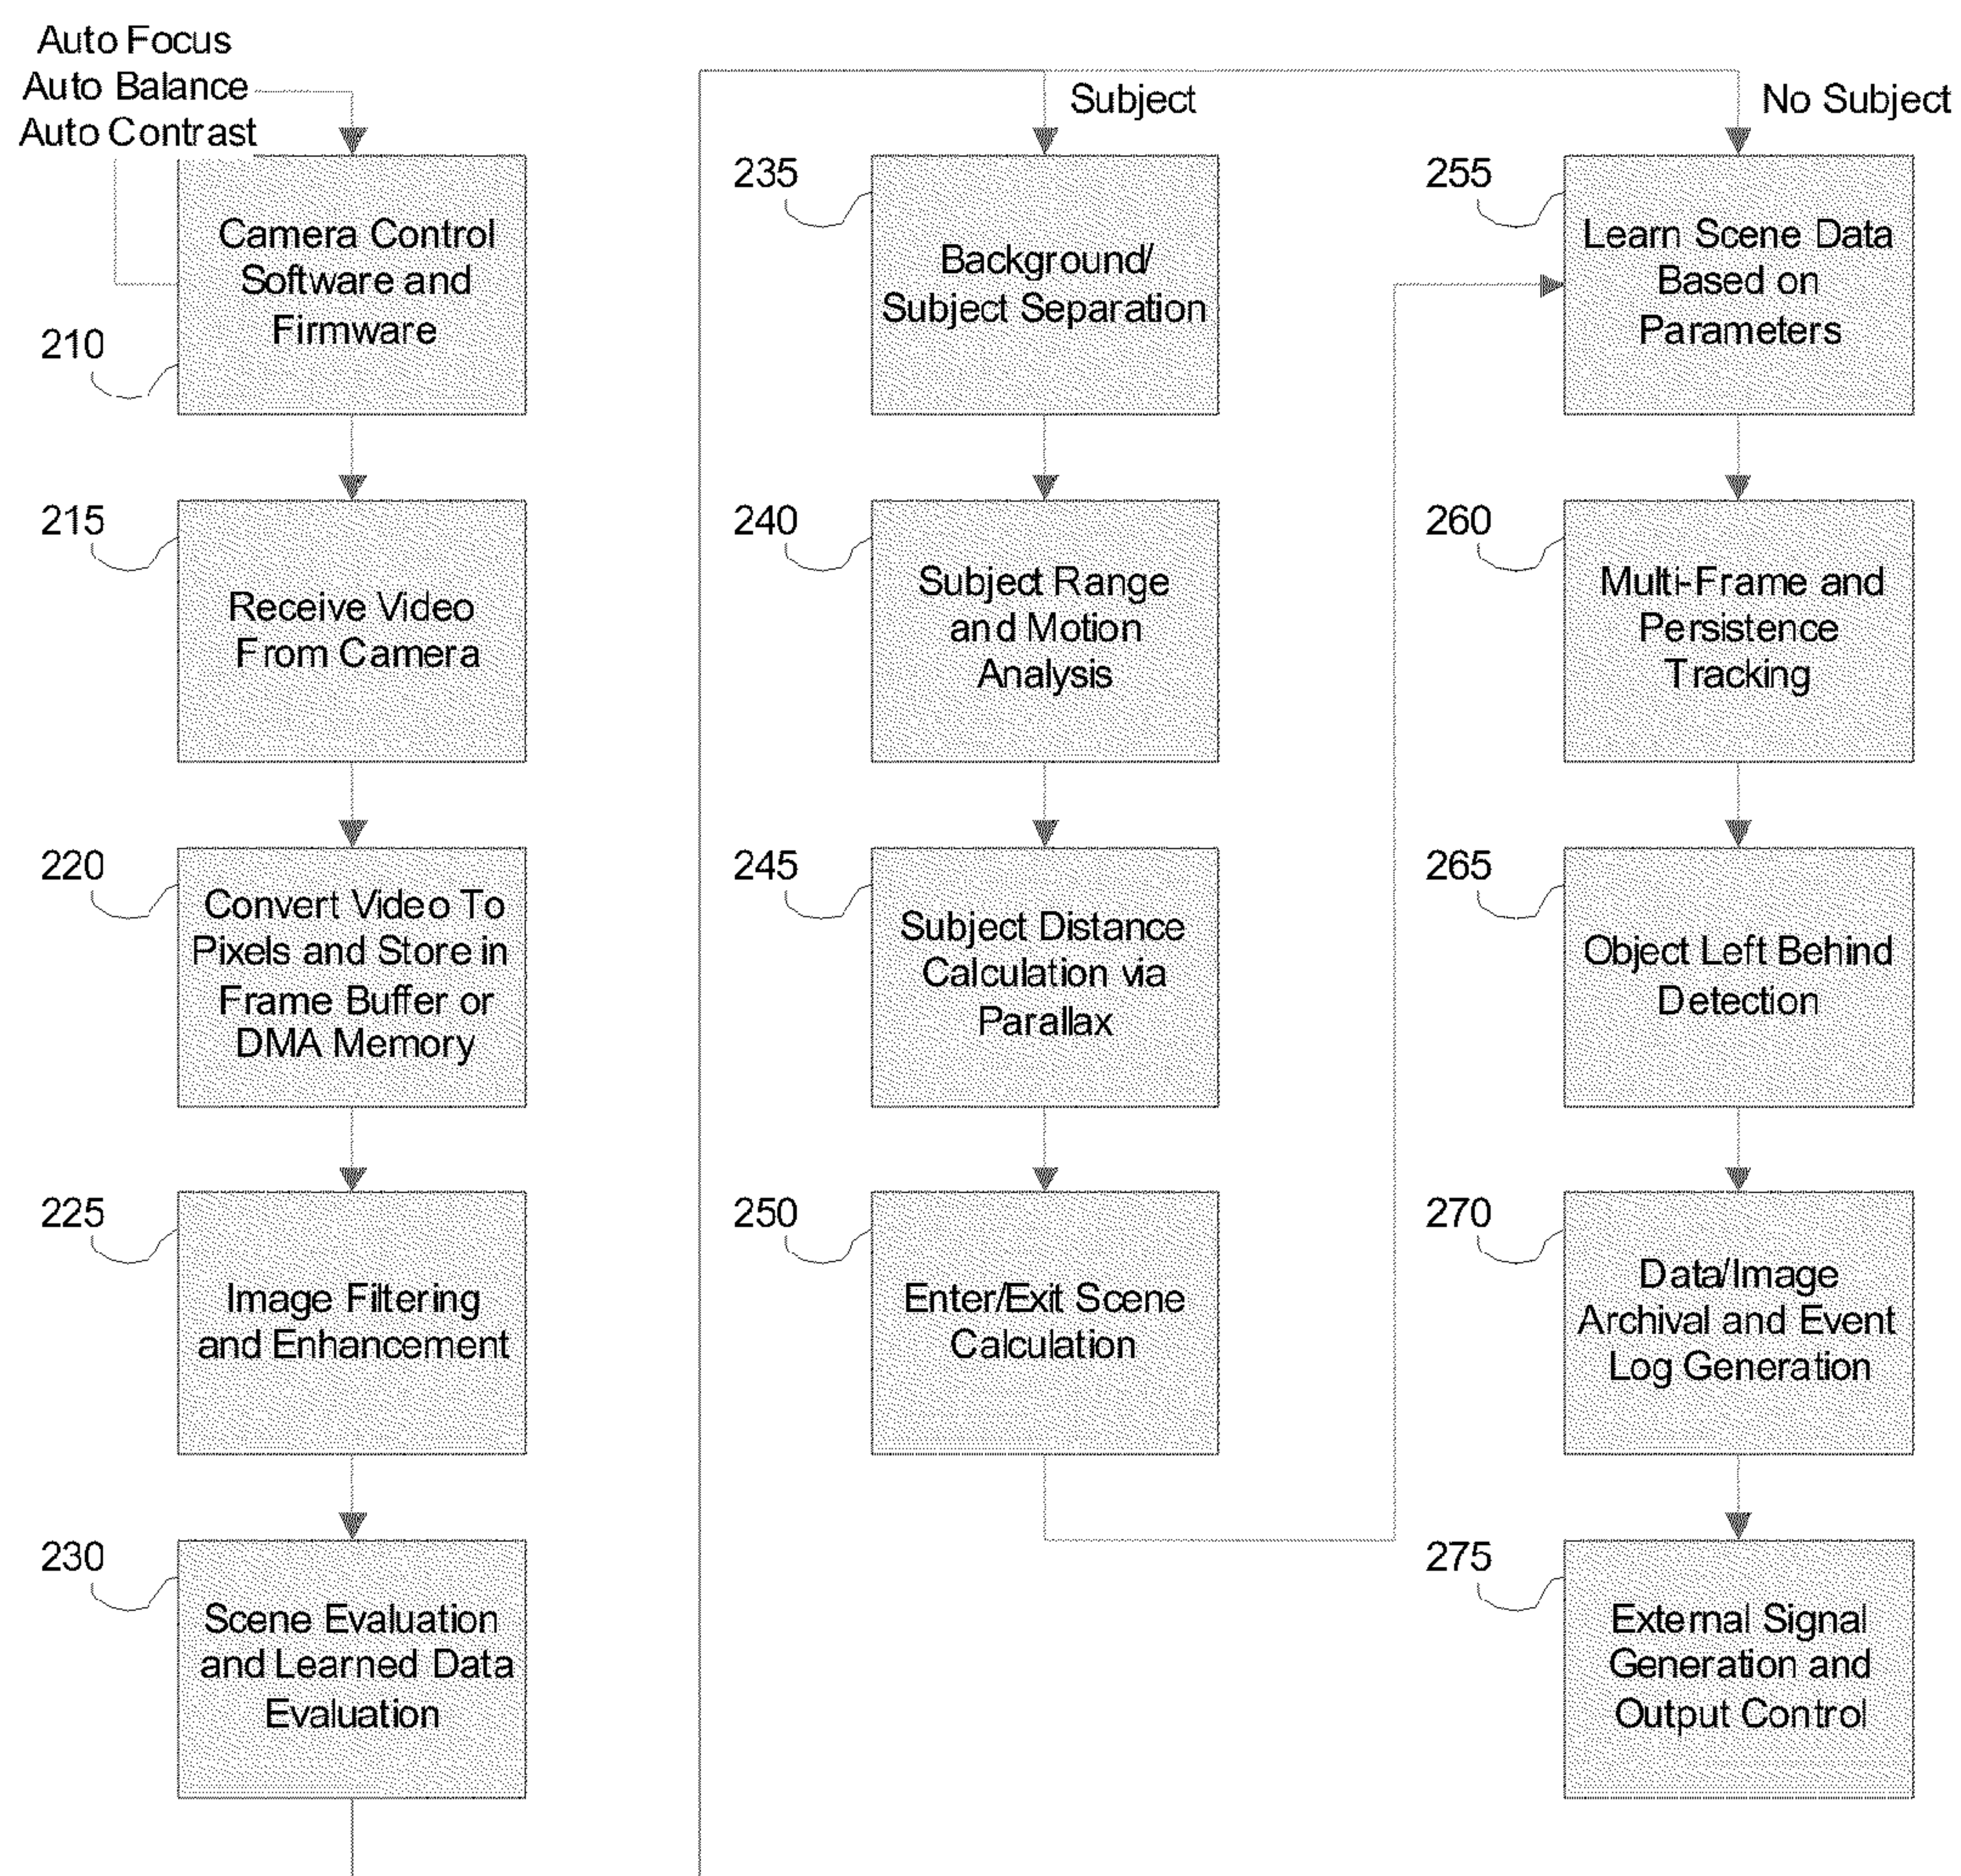 Auto Focus
Auto Balance
Auto Contrast
210
Camera Control
Software and
Firmware
215
Receive Video
From Camera
220
Convert Video To
Pixels and Store in
Frame Buffer or
DMA Memory
225
Image Filtering
and Enhancement
230
Scene Evaluation
and Learned Data
Evaluation
Subject
235
Background/
Subject Separation
240
Subject Range
and Motion
Analysis
245
Subject Distance
Calculation via
Parallax
250
Enter/Exit Scene
Calculation
No Subject
255
Learn Scene Data
Based on
Parameters
260
Multi-Frame and
Persistence
Tracking
265
Object Left Behind
Detection
270
Data/Image
Archival and Event
Log Generation
275
External Signal
Generation and
Output Control